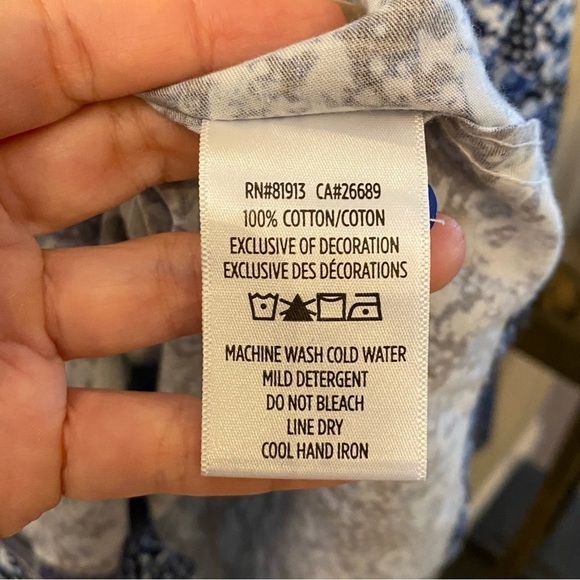 RN#81913 CA#26689
100% COTTON/COTON
EXCLUSIVE OF DECORATION
EXCLUSIVE DES DÉCORATIONS
MACHINE WASH COLD WATER
MILD DETERGENT
DO NOT BLEACH
LINE DRY
COOL HAND IRON